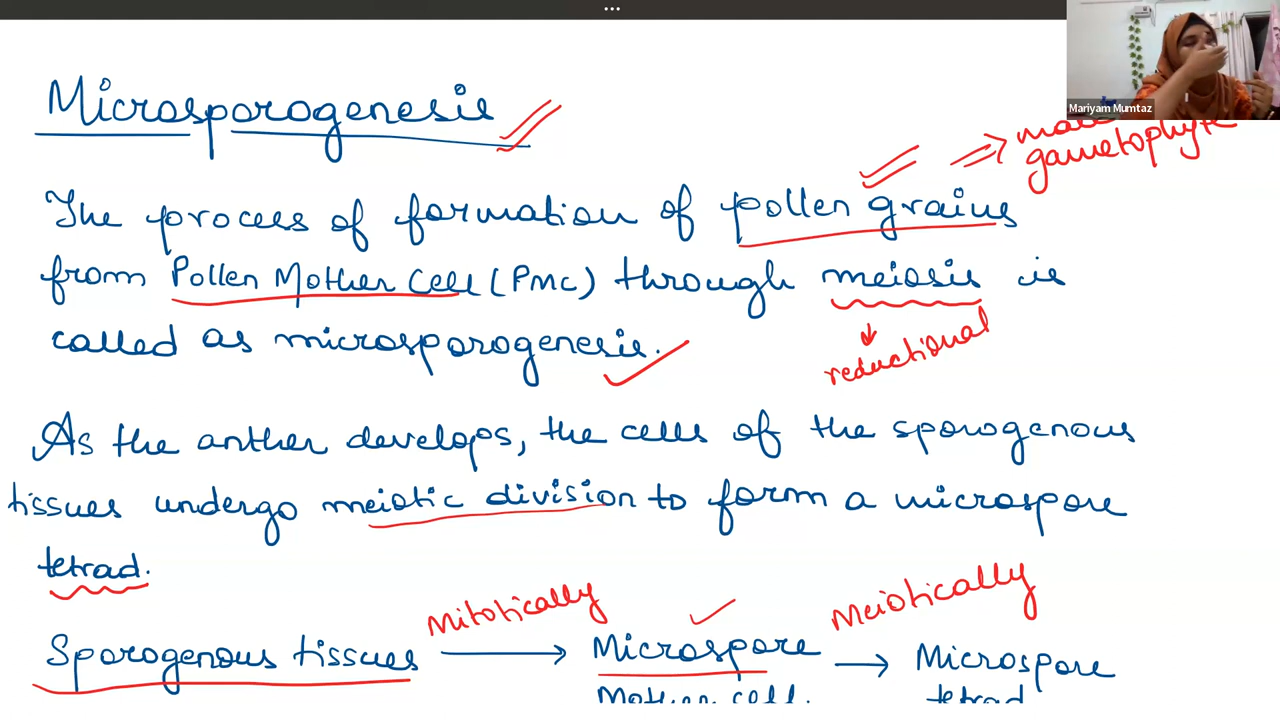 ...
Mariyam Mumtaz
Microsporogenesis
gametophyte
The process of formation of pollen grains
from Pollen Mother Cell (PMC) through meiosis is
called as microsporogenesis.
reductional
As the anther develops, the cells of the sporogenous
tissues undergo meiotic division to form a microspore
tetrad.
Mitotically
Meiotically
Sporogenous tissues → Microspore → Microspore